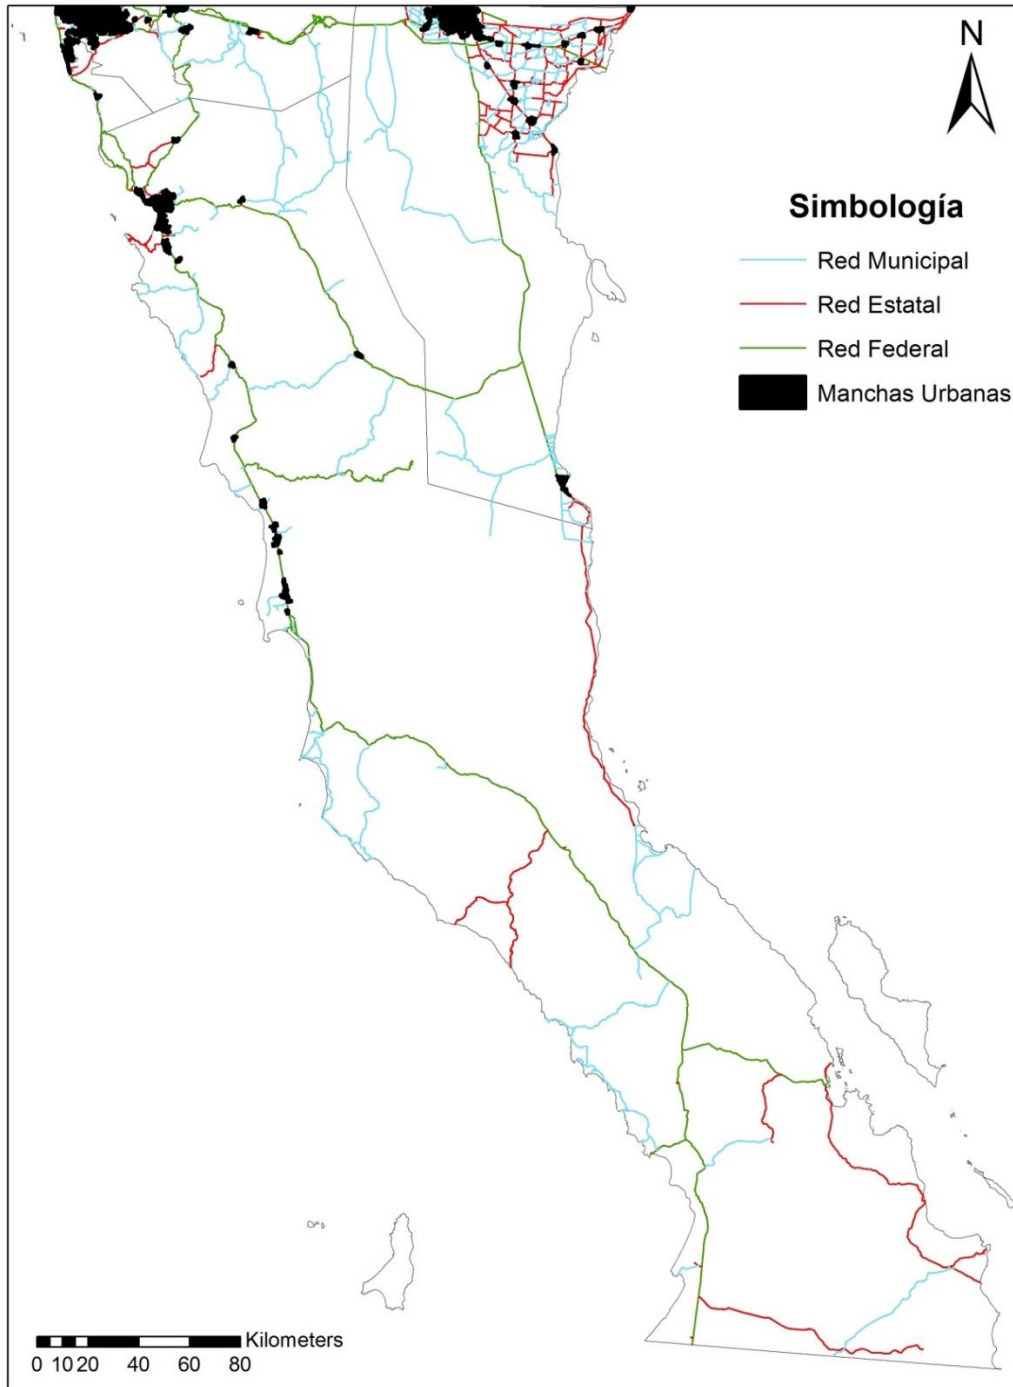 N
Simbología
Red Municipal
Red Estatal
Red Federal
Manchas Urbanas
Kilometers
0 10 20 40 60 80